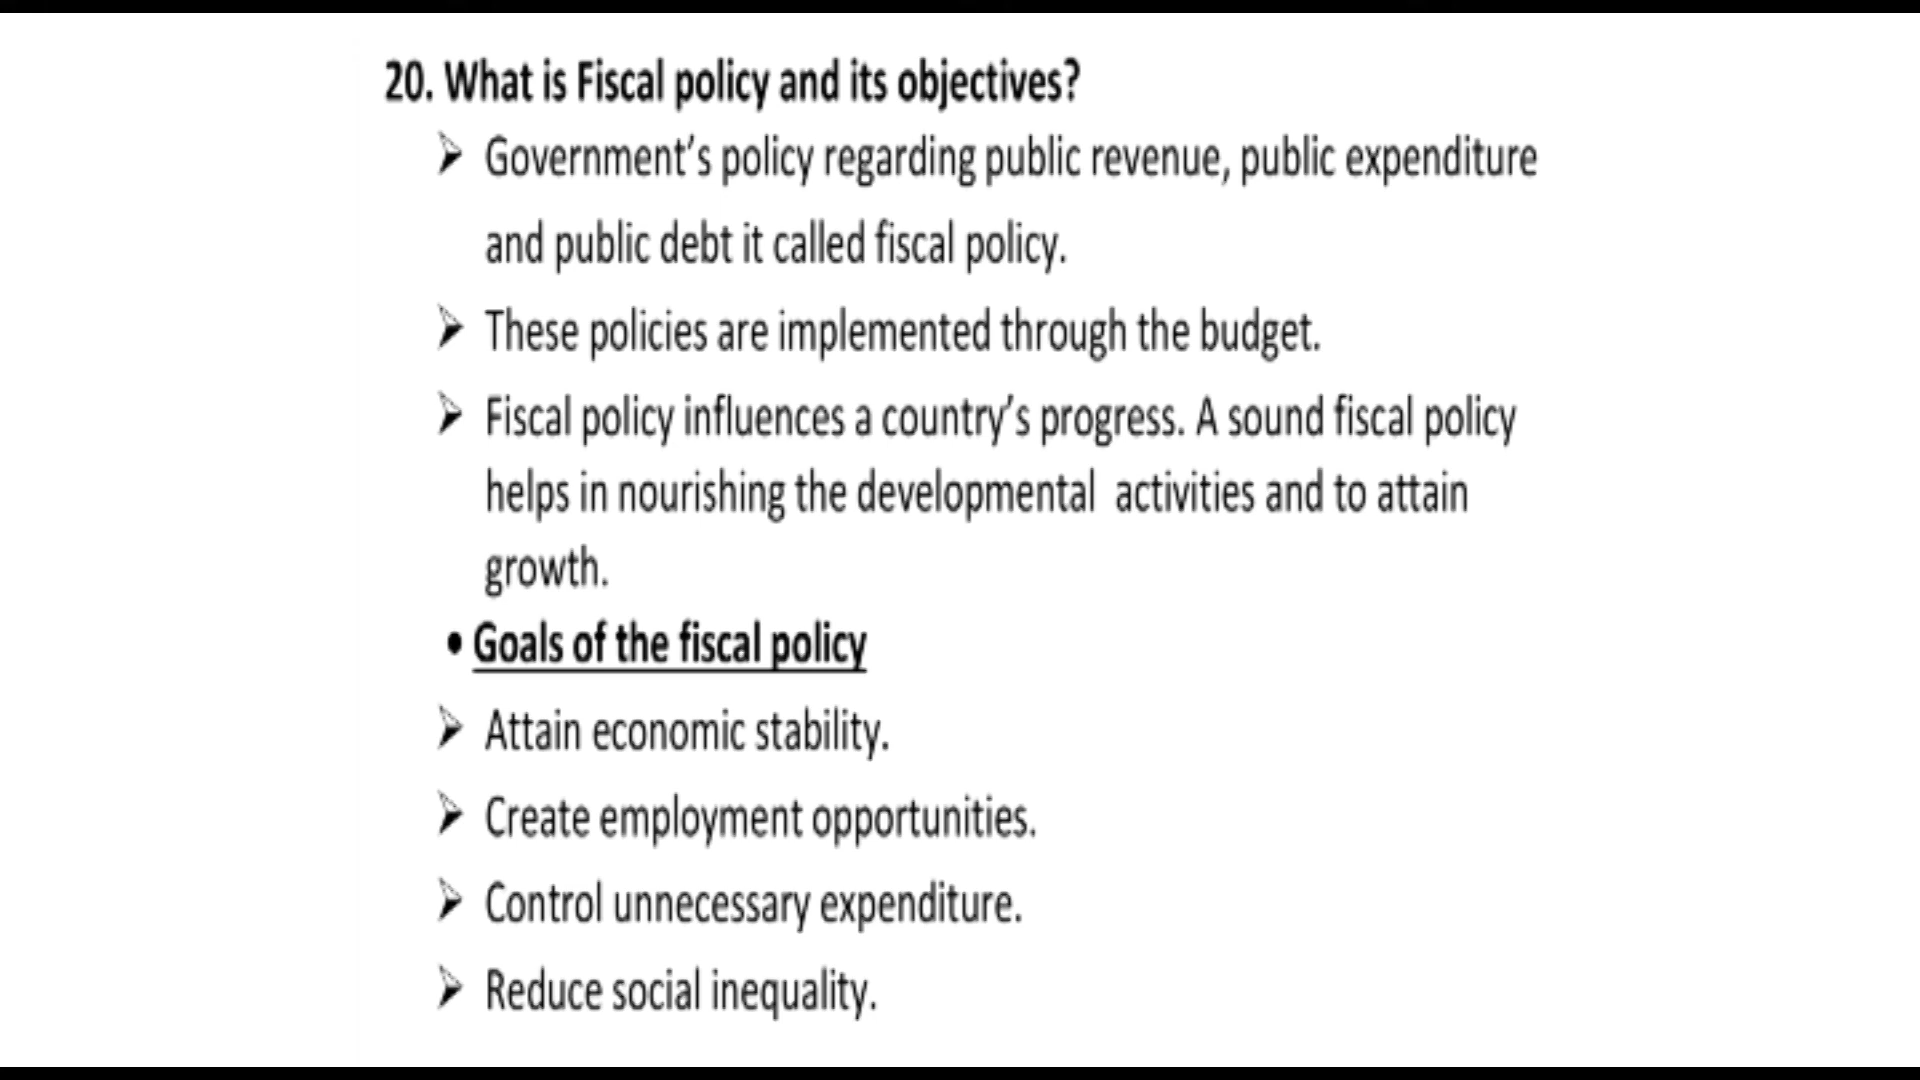 20. What is Fiscal policy and its objectives?
➢ Government’s policy regarding public revenue, public expenditure
and public debt it called fiscal policy.
➢ These policies are implemented through the budget.
➢ Fiscal policy influences a country’s progress. A sound fiscal policy
helps in nourishing the developmental activities and to attain
growth.
• Goals of the fiscal policy
➢ Attain economic stability.
➢ Create employment opportunities.
➢ Control unnecessary expenditure.
➢ Reduce social inequality.